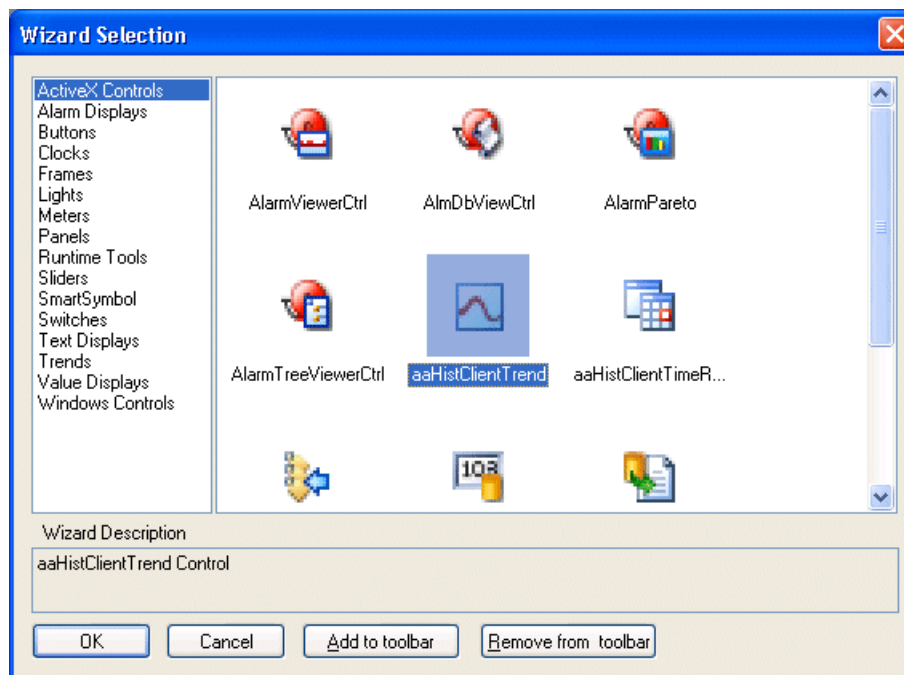 Wizard Selection
ActiveX Controls
Alarm Displays
Buttons
Clocks
Frames
Lights
Meters
Panels
Runtime Tools
Sliders
SmartSymbol
Switches
Text Displays
Trends
Value Displays
Windows Controls
AlarmViewerCtrl AlmDbViewCtrl AlarmPareto
AlarmTreeViewerCtrl aaHistClientTrend aaHistClientTimeR...
103
Wizard Description
aaHistClientTrend Control
OK Cancel Add to toolbar Remove from toolbar